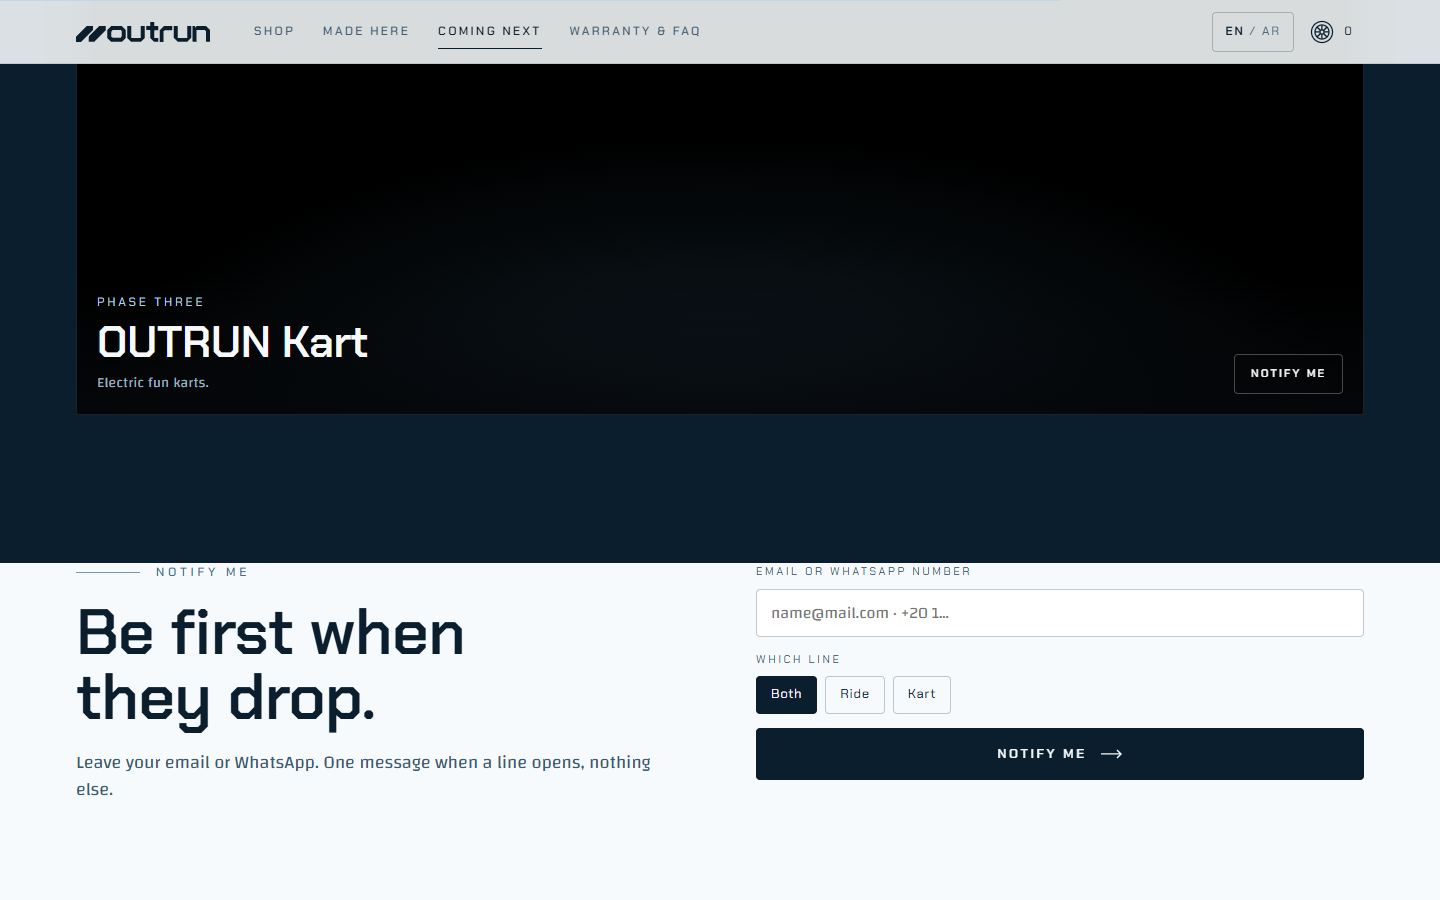 outrun
SHOP
MADE HERE
COMING NEXT
WARRANTY & FAQ
EN / AR
0
PHASE THREE
OUTRUN Kart
Electric fun karts.
NOTIFY ME
NOTIFY ME
Be first when
they drop.
Leave your email or WhatsApp. One message when a line opens, nothing
else.
EMAIL OR WHATSAPP NUMBER
name@mail.com · +20 1...
WHICH LINE
Both
Ride
Kart
NOTIFY ME